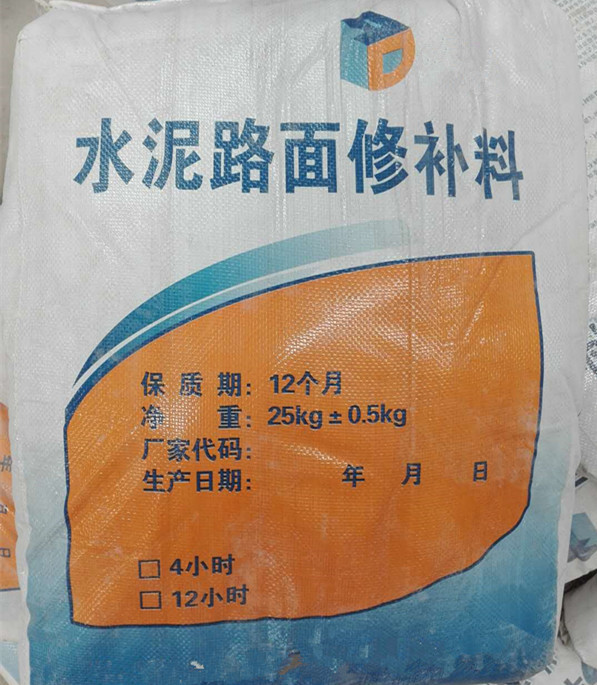 水泥路面修补料
保质期：12个月
净重：25kg±0.5kg
厂家代码：
生产日期： 年 月 日
□ 4小时
□ 12小时